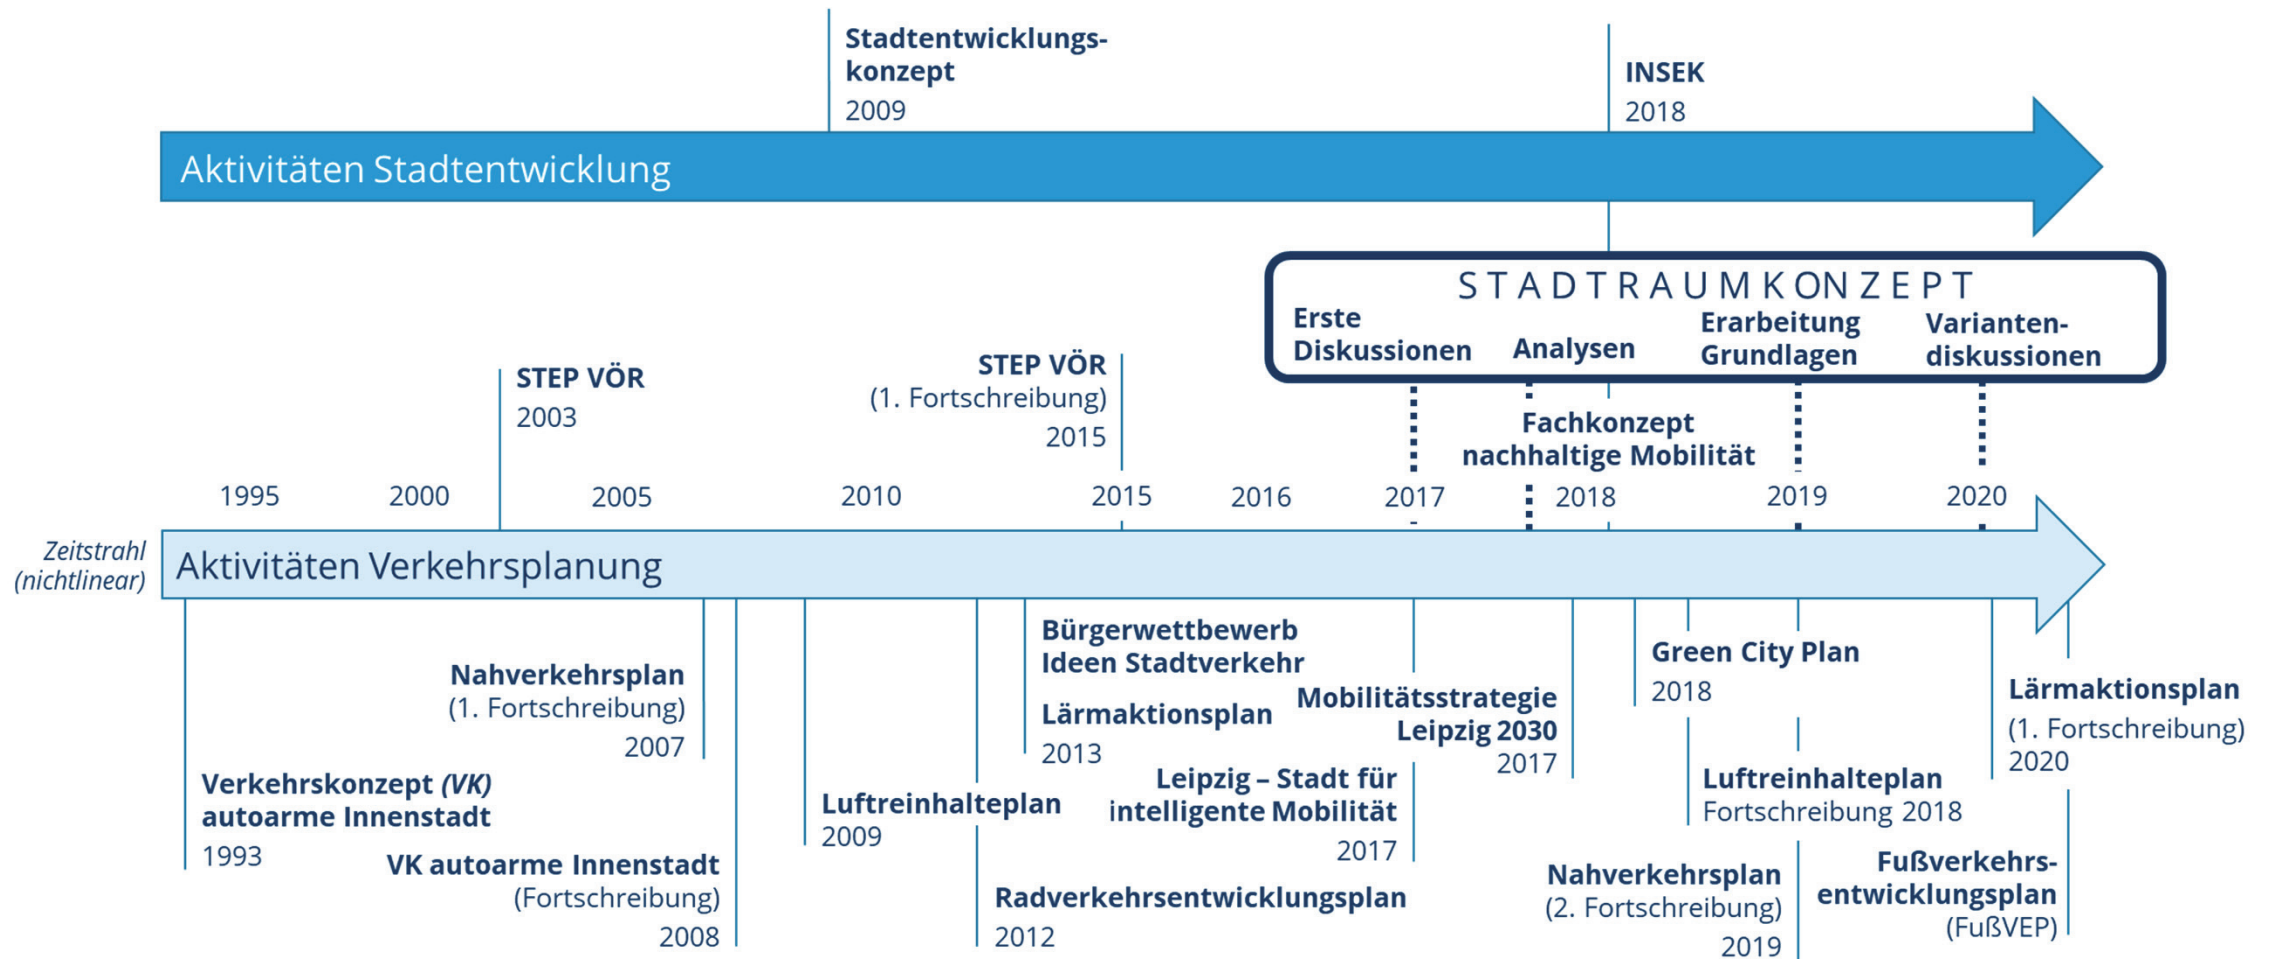 Stadtentwicklungs-
konzept
2009
INSEK
2018
Aktivitäten Stadtentwicklung
STADTRAUMKONZEPT
Erste
Diskussionen
Analysen
Erarbeitung
Grundlagen
Varianten-
diskussionen
STEP VÖR
2003
STEP VÖR
(1. Fortschreibung)
2015
Fachkonzept
nachhaltige Mobilität
1995 2000 2005 2010 2015 2016 2017 2018 2019 2020
Zeitstrahl
(nichtlinear)
Aktivitäten Verkehrsplanung
Verkehrskonzept (VK)
autoarme Innenstadt
1993
Nahverkehrsplan
(1. Fortschreibung)
2007
VK autoarme Innenstadt
(Fortschreibung)
2008
Luftreinhalteplan
2009
Radverkehrsentwicklungsplan
2012
Bürgerwettbewerb
Ideen Stadtverkehr
Lärmaktionsplan
2013
Leipzig – Stadt für
intelligente Mobilität
2017
Mobilitätsstrategie
Leipzig 2030
2017
Green City Plan
2018
Luftreinhalteplan
Fortschreibung 2018
Nahverkehrsplan
(2. Fortschreibung)
2019
Lärmaktionsplan
(1. Fortschreibung)
2020
Fußverkehrs-
entwicklungsplan
(FußVEP)